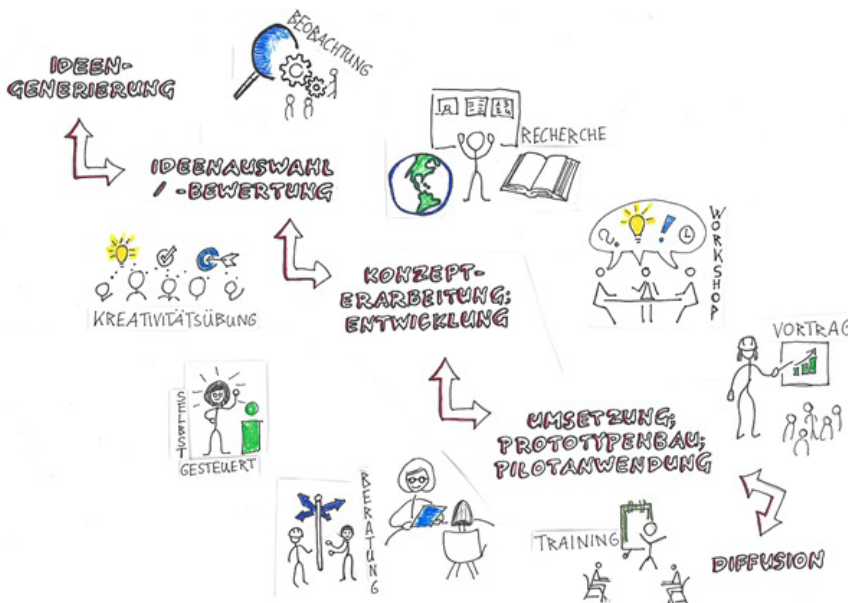 IDEEN-
GENERIERUNG
BEOBACHTUNG
IDEENAUSWAHL
/ -BEWERTUNG
RECHERCHE
KREATIVITÄTSÜBUNG
KONZEPT-
ERARBEITUNG;
ENTWICKLUNG
WORKSHOP
VORTRAG
SELBST
GESTEUERT
UMSETZUNG;
PROTOTYPENBAU;
PILOTANWENDUNG
BERATUNG
TRAINING
DIFFUSION